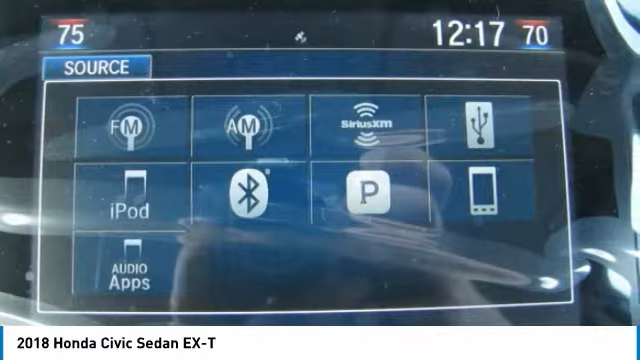 75
12:17
70
SOURCE
FM
AM
SiriusXM
iPod
P
AUDIO
Apps
2018 Honda Civic Sedan EX-T